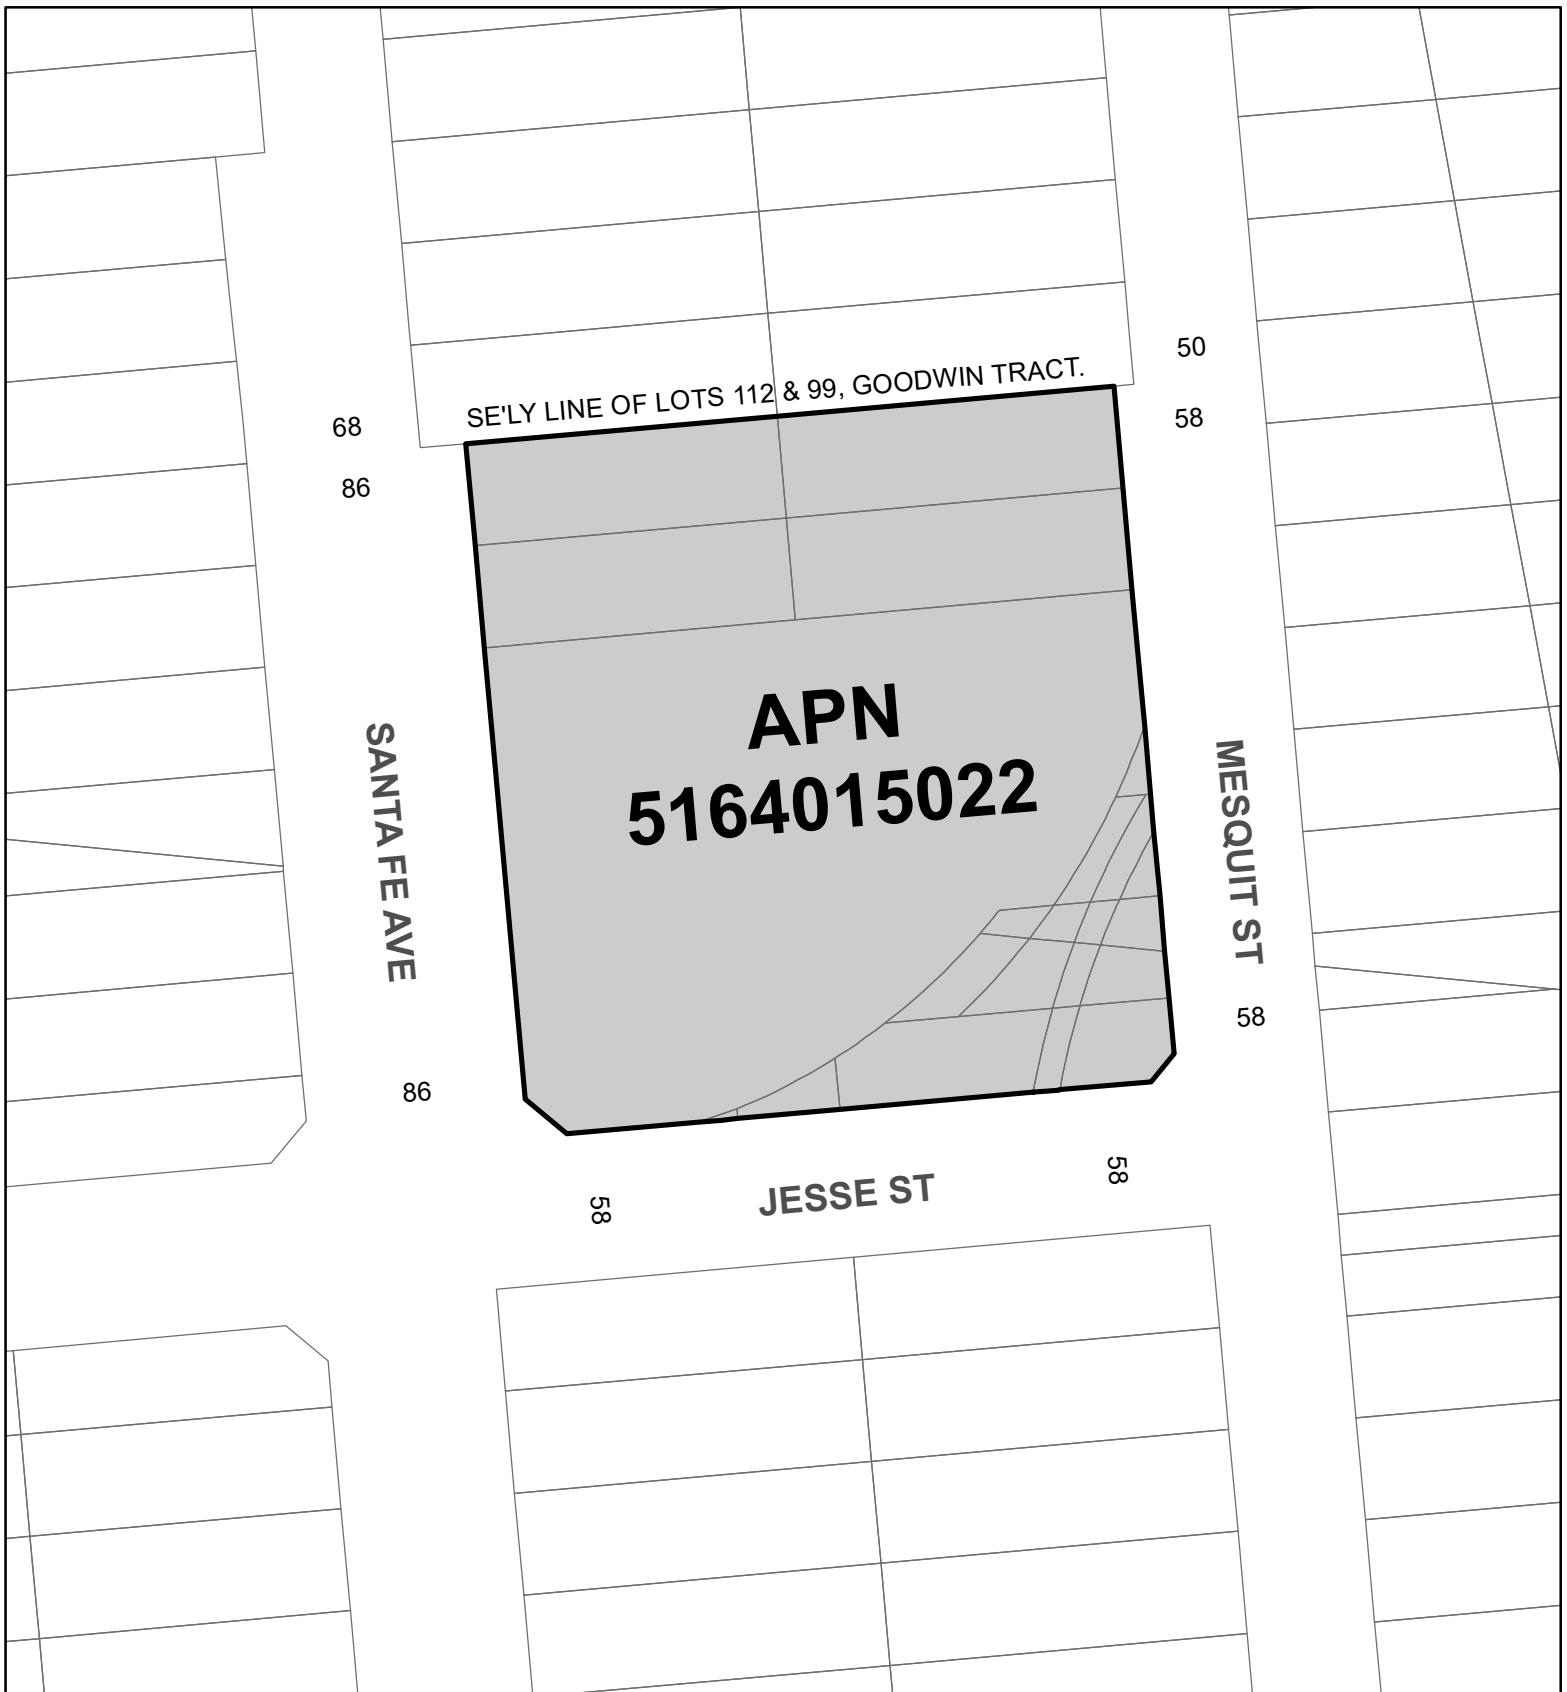 50
SE'LY LINE OF LOTS 112 & 99, GOODWIN TRACT.
68
58
86
APN
5164015022
SANTA FE AVE
MESQUIT ST
58
86
58
JESSE ST
58